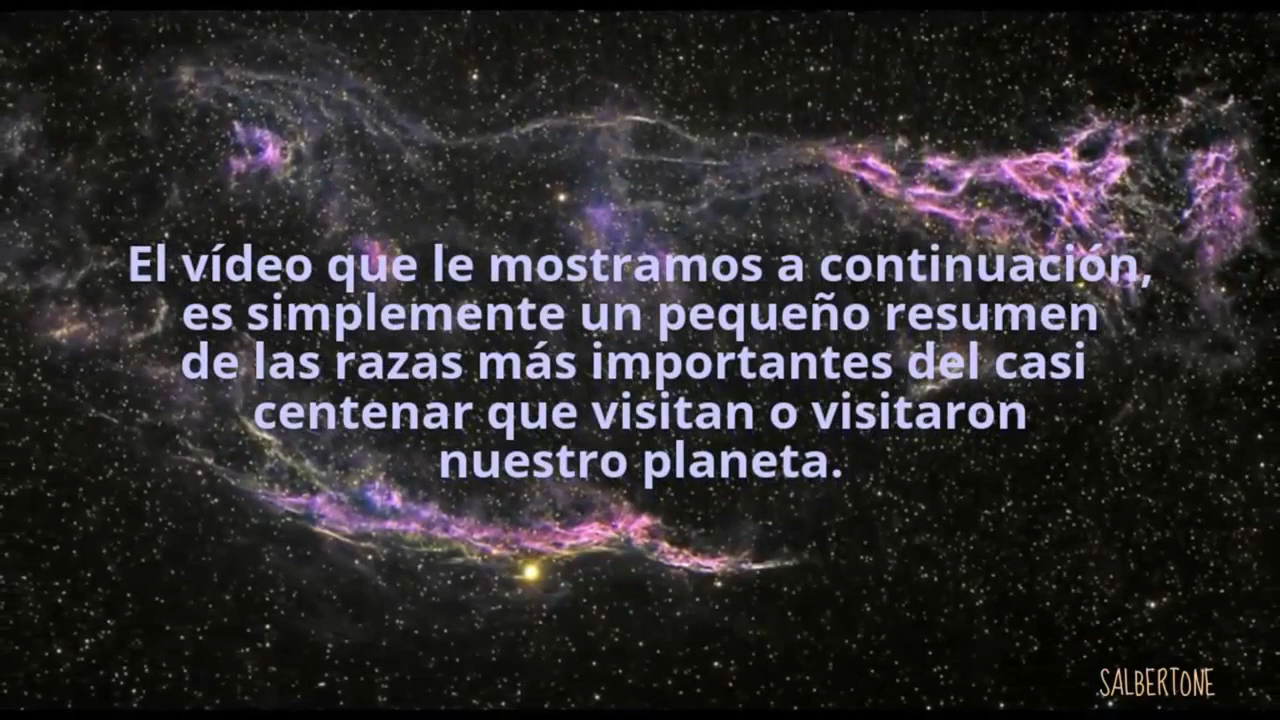 El vídeo que le mostramos a continuación,
es simplemente un pequeño resumen
de las razas más importantes del casi
centenar que visitan o visitaron
nuestro planeta.
SALBERTONE